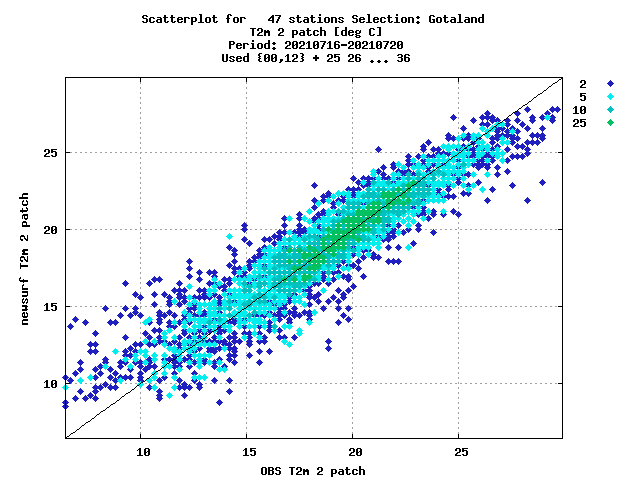 Scatterplot for   47 stations Selection: Gotaland
T2m 2 patch [deg C]
Period: 20210716-20210720
Used {00,12} + 25 26 ... 36
2
5
10
25
newsurf T2m 2 patch
25
20
15
10
10 15 20 25
OBS T2m 2 patch